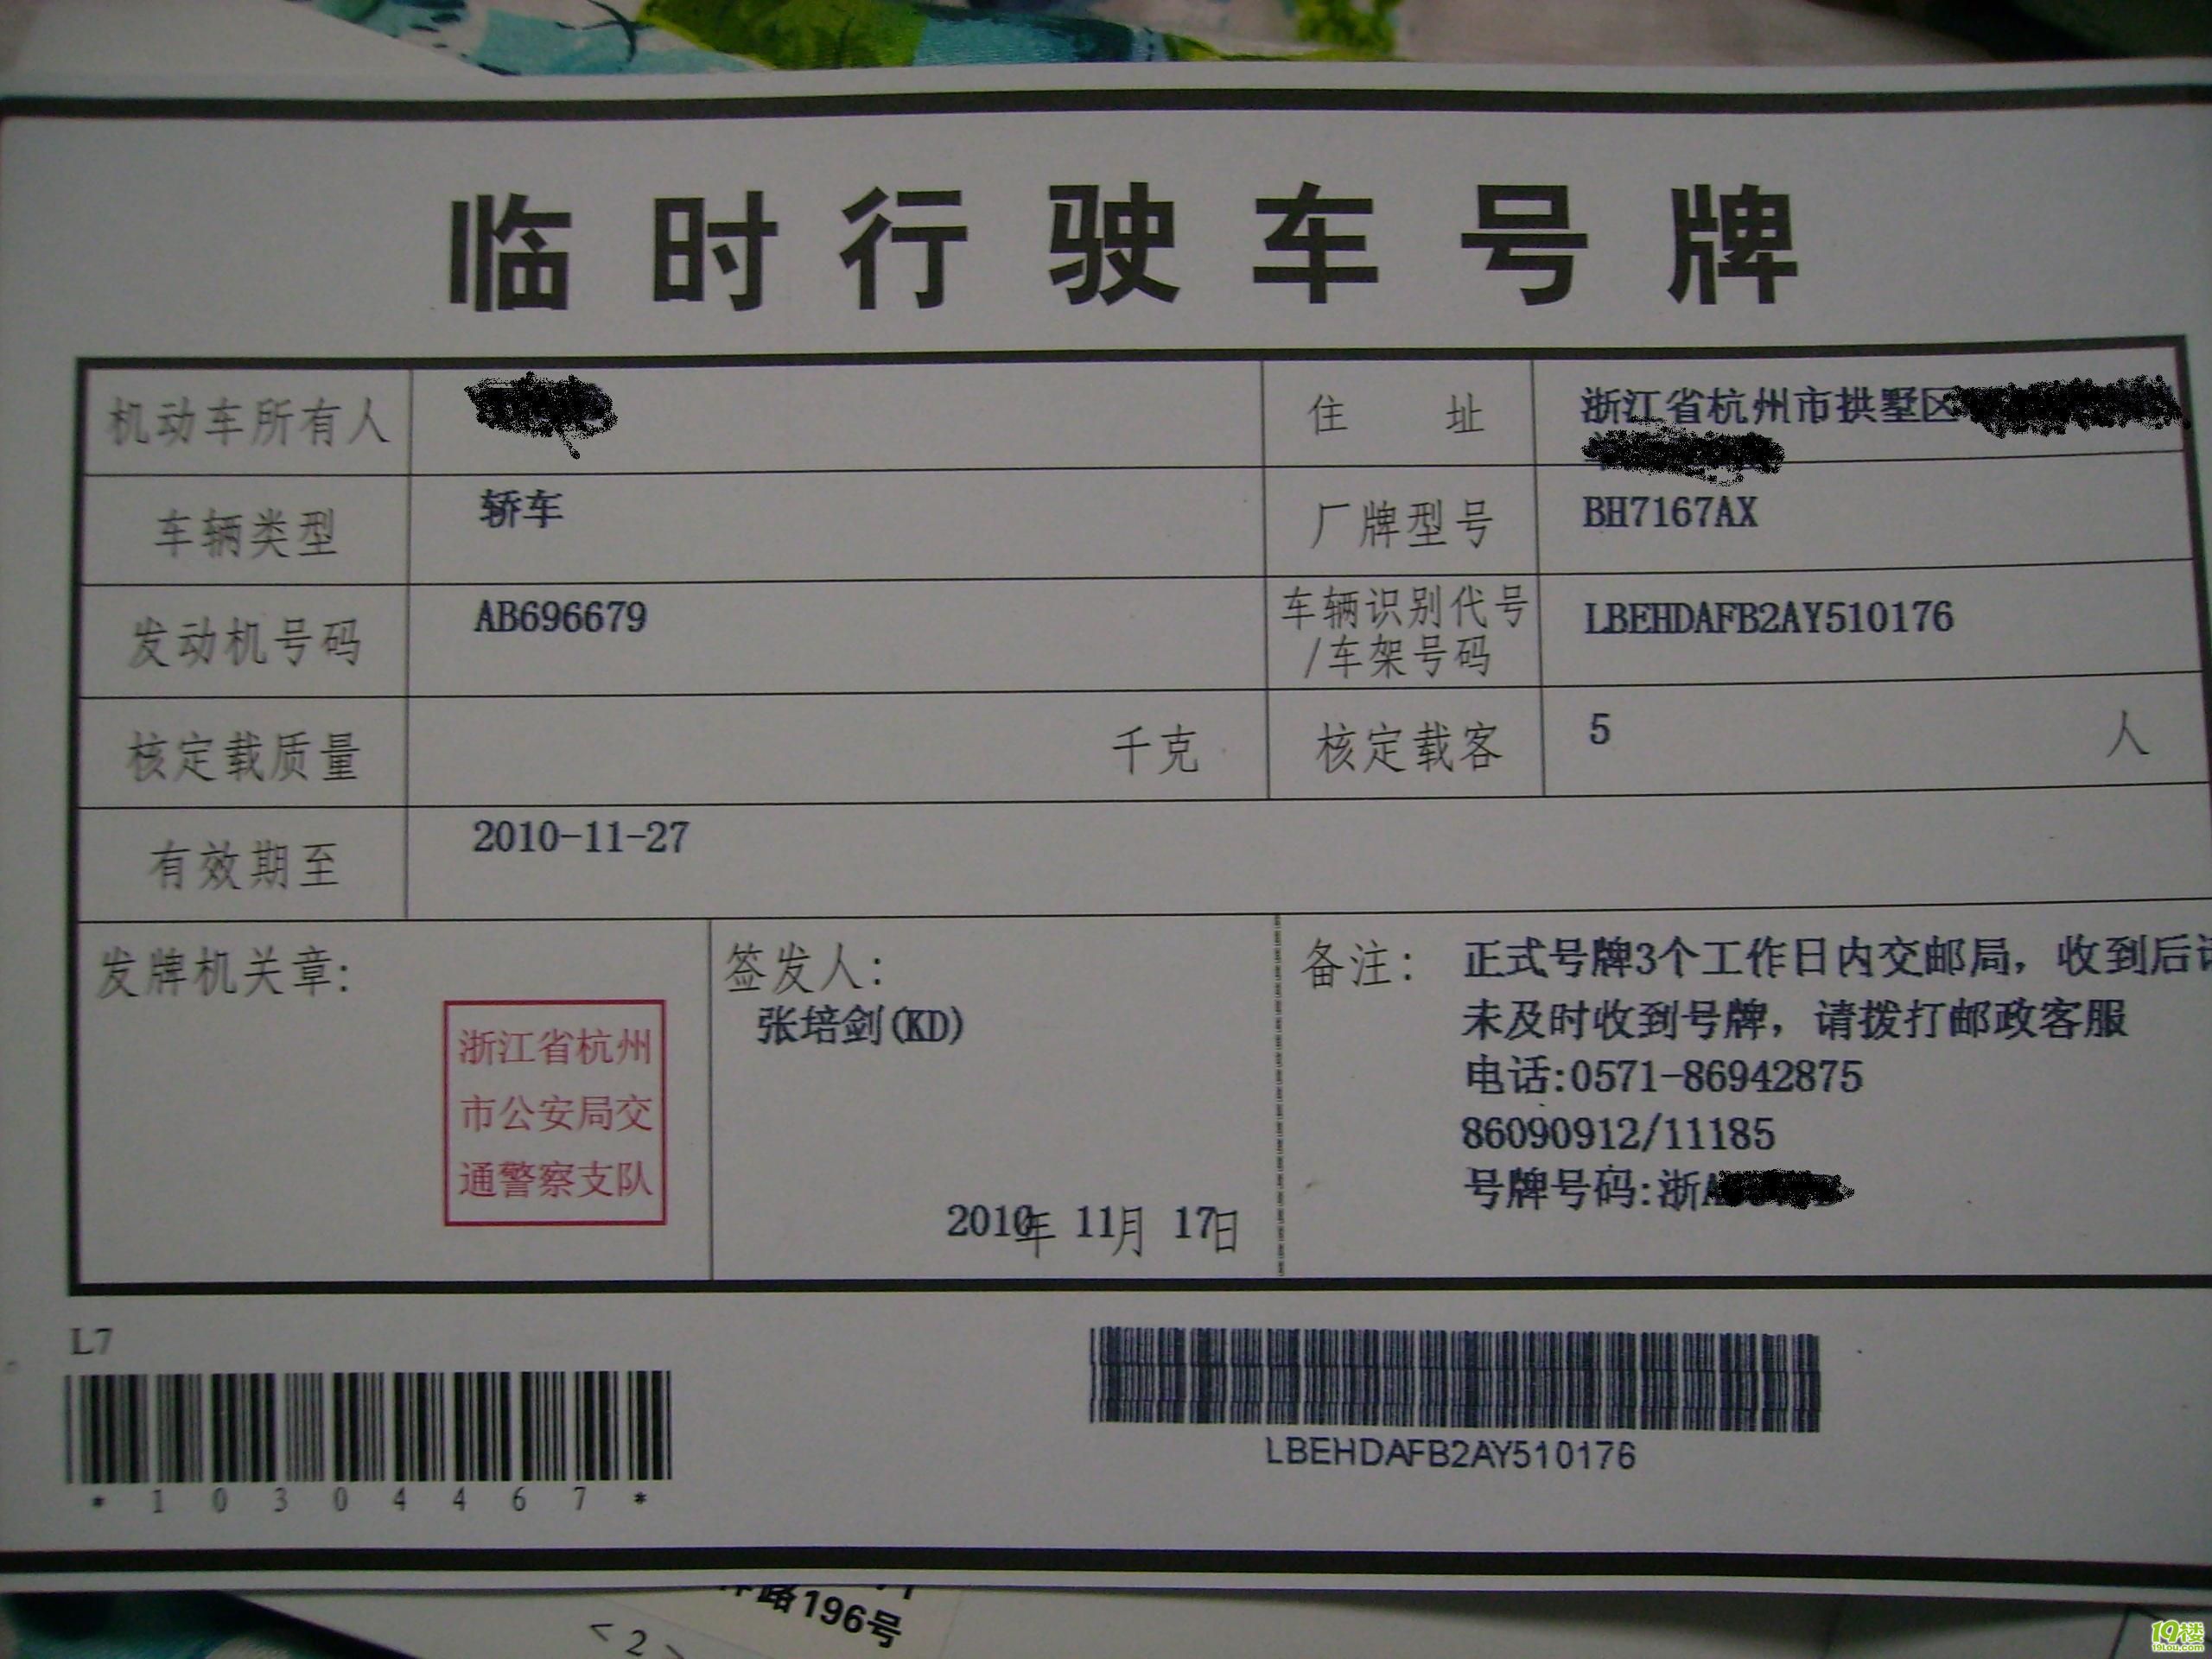 临时行驶车号牌
机动车所有人
住 址 浙江省杭州市拱墅区
车辆类型 轿车 厂牌型号 BH7167AX
发动机号码 AB696679 车辆识别代号/车架号码 LBEHDAFB2AY510176
核定载质量 千克 核定载客 5 人
有效期至 2010-11-27
发牌机关章:
浙江省杭州
市公安局交
通警察支队
签发人:
张培剑(KD)
2010年 11月 17日
备注: 正式号牌3个工作日内交邮局，收到后
未及时收到号牌，请拨打邮政客服
电话:0571-86942875
86090912/11185
号牌号码:浙A
L7
*10304467*
LBEHDAFB2AY510176
路196号
< 2 >
19楼
19lou.com